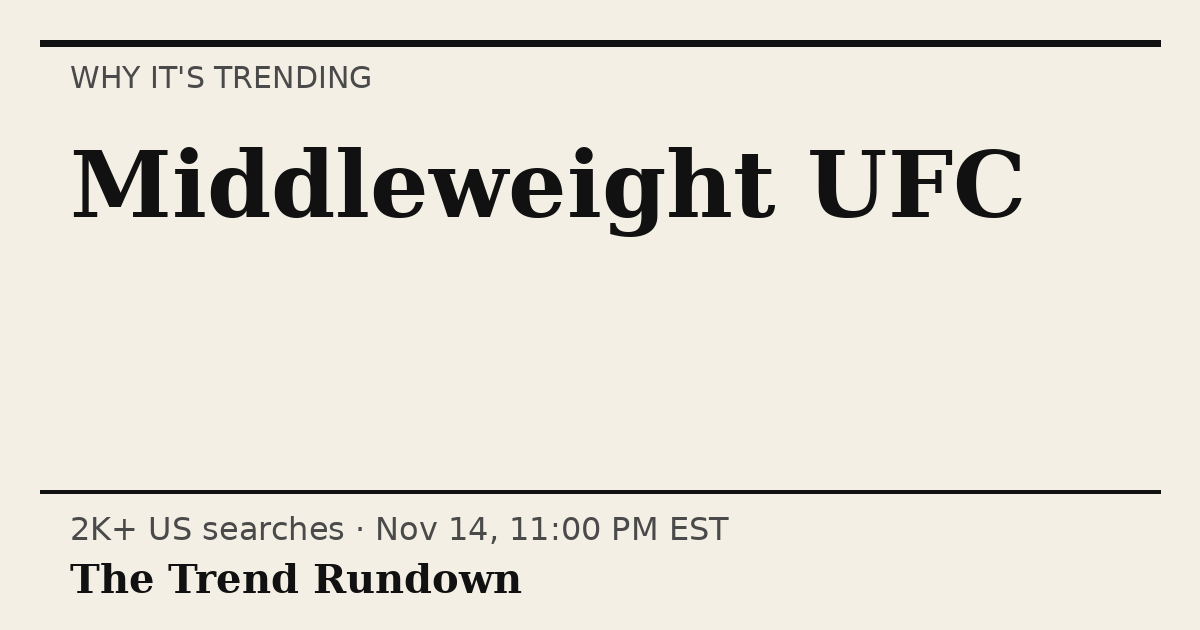 WHY IT'S TRENDING
Middleweight UFC
2K+ US searches · Nov 14, 11:00 PM EST
The Trend Rundown